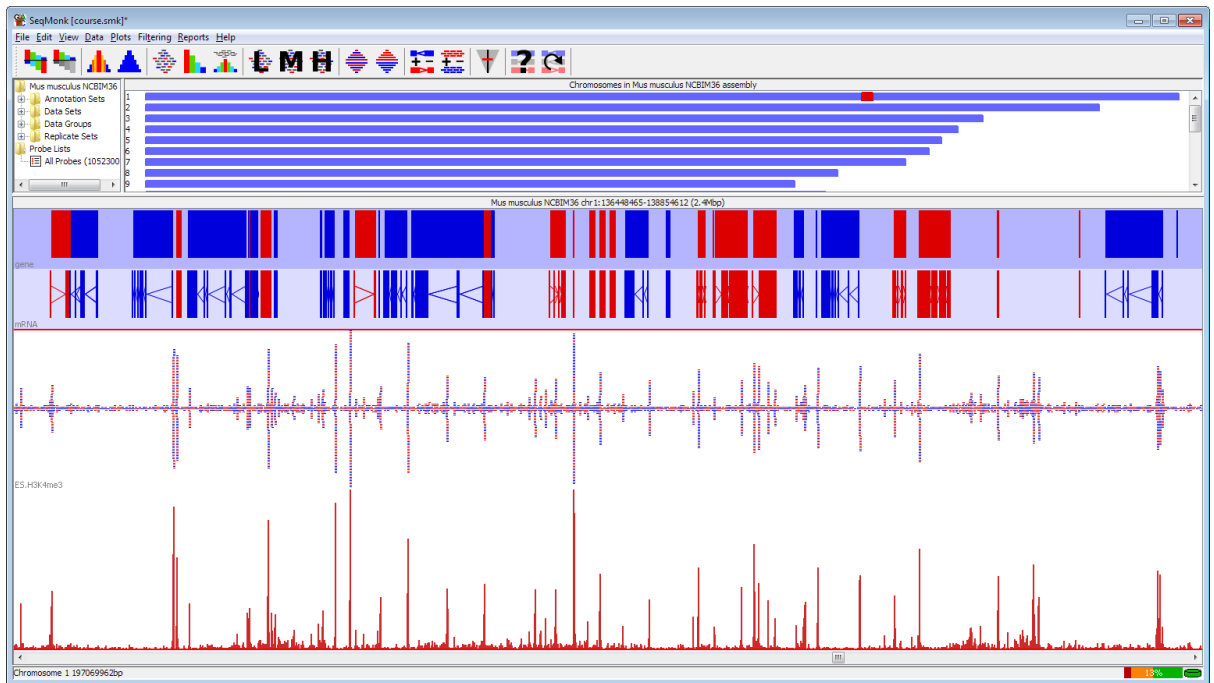 SeqMonk [course.smk]*
File Edit View Data Plots Filtering Reports Help
L M H ?
Mus musculus NCBIM36
Annotation Sets
Data Sets
Data Groups
Replicate Sets
Probe Lists
All Probes (1052300
Chromosomes in Mus musculus NCBIM36 assembly
1
2
3
4
5
6
7
8
9
Mus musculus NCBIM36 chr1:136448465-138854612 (2.4Mbp)
gene
mRNA
ES.H3K4me3
Chromosome 1 197069962bp
13%